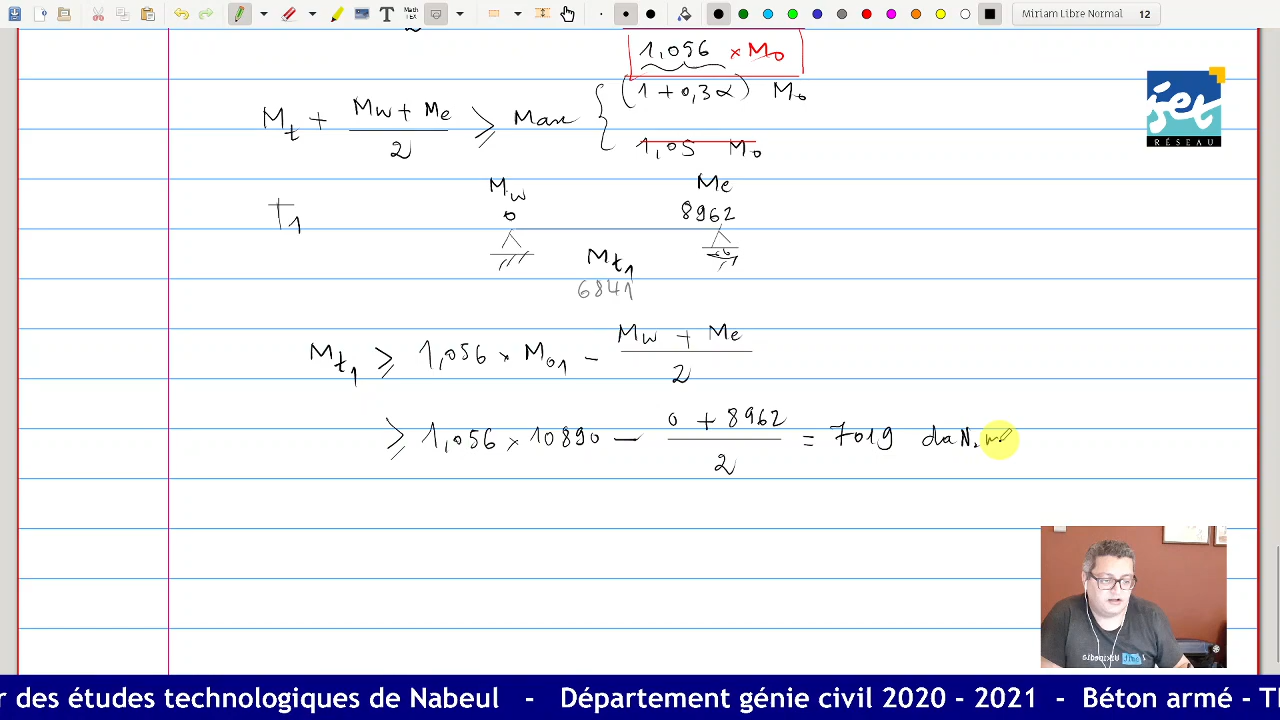 Miriam Libre Normal 12
1,056 × M₀
Mt + (Mw + Me)/2 ⩾ Max { (1 + 0,3α) M₀
1,05 M₀
iset
RÉSEAU
Mw Me
T1 0 8962
Mt1
6841
Mt1 ⩾ 1,056 × M01 − (Mw + Me)/2
⩾ 1,056 × 10890 − (0 + 8962)/2 = 7019 daN.m
r des études technologiques de Nabeul - Département génie civil 2020 - 2021 - Béton armé - T